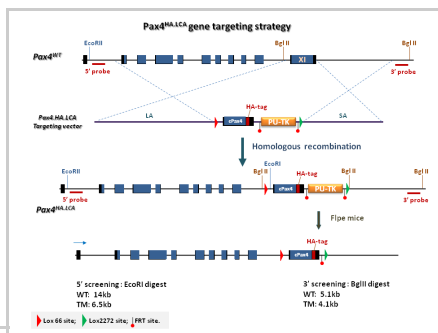 Pax4HA.LCA gene targeting strategy
EcoRII
Bgl II
Bgl II
Pax4WT
XI
5' probe
3' probe
Pax4.HA.LCA
Targeting vector
LA
HA-tag
SA
cPax4
PU-TK
Homologous recombination
HA-tag
EcoRII
EcoRI
Bgl II
Bgl II
Bgl II
cPax4
PU-TK
5' probe
3' probe
Pax4HA.LCA
Flpe mice
HA-tag
cPax4
5' screening : EcoRI digest
3' screening : BglII digest
WT: 14kb
WT: 5.1kb
TM: 6.5kb
TM: 4.1kb
Lox 66 site; Lox2272 site; FRT site.